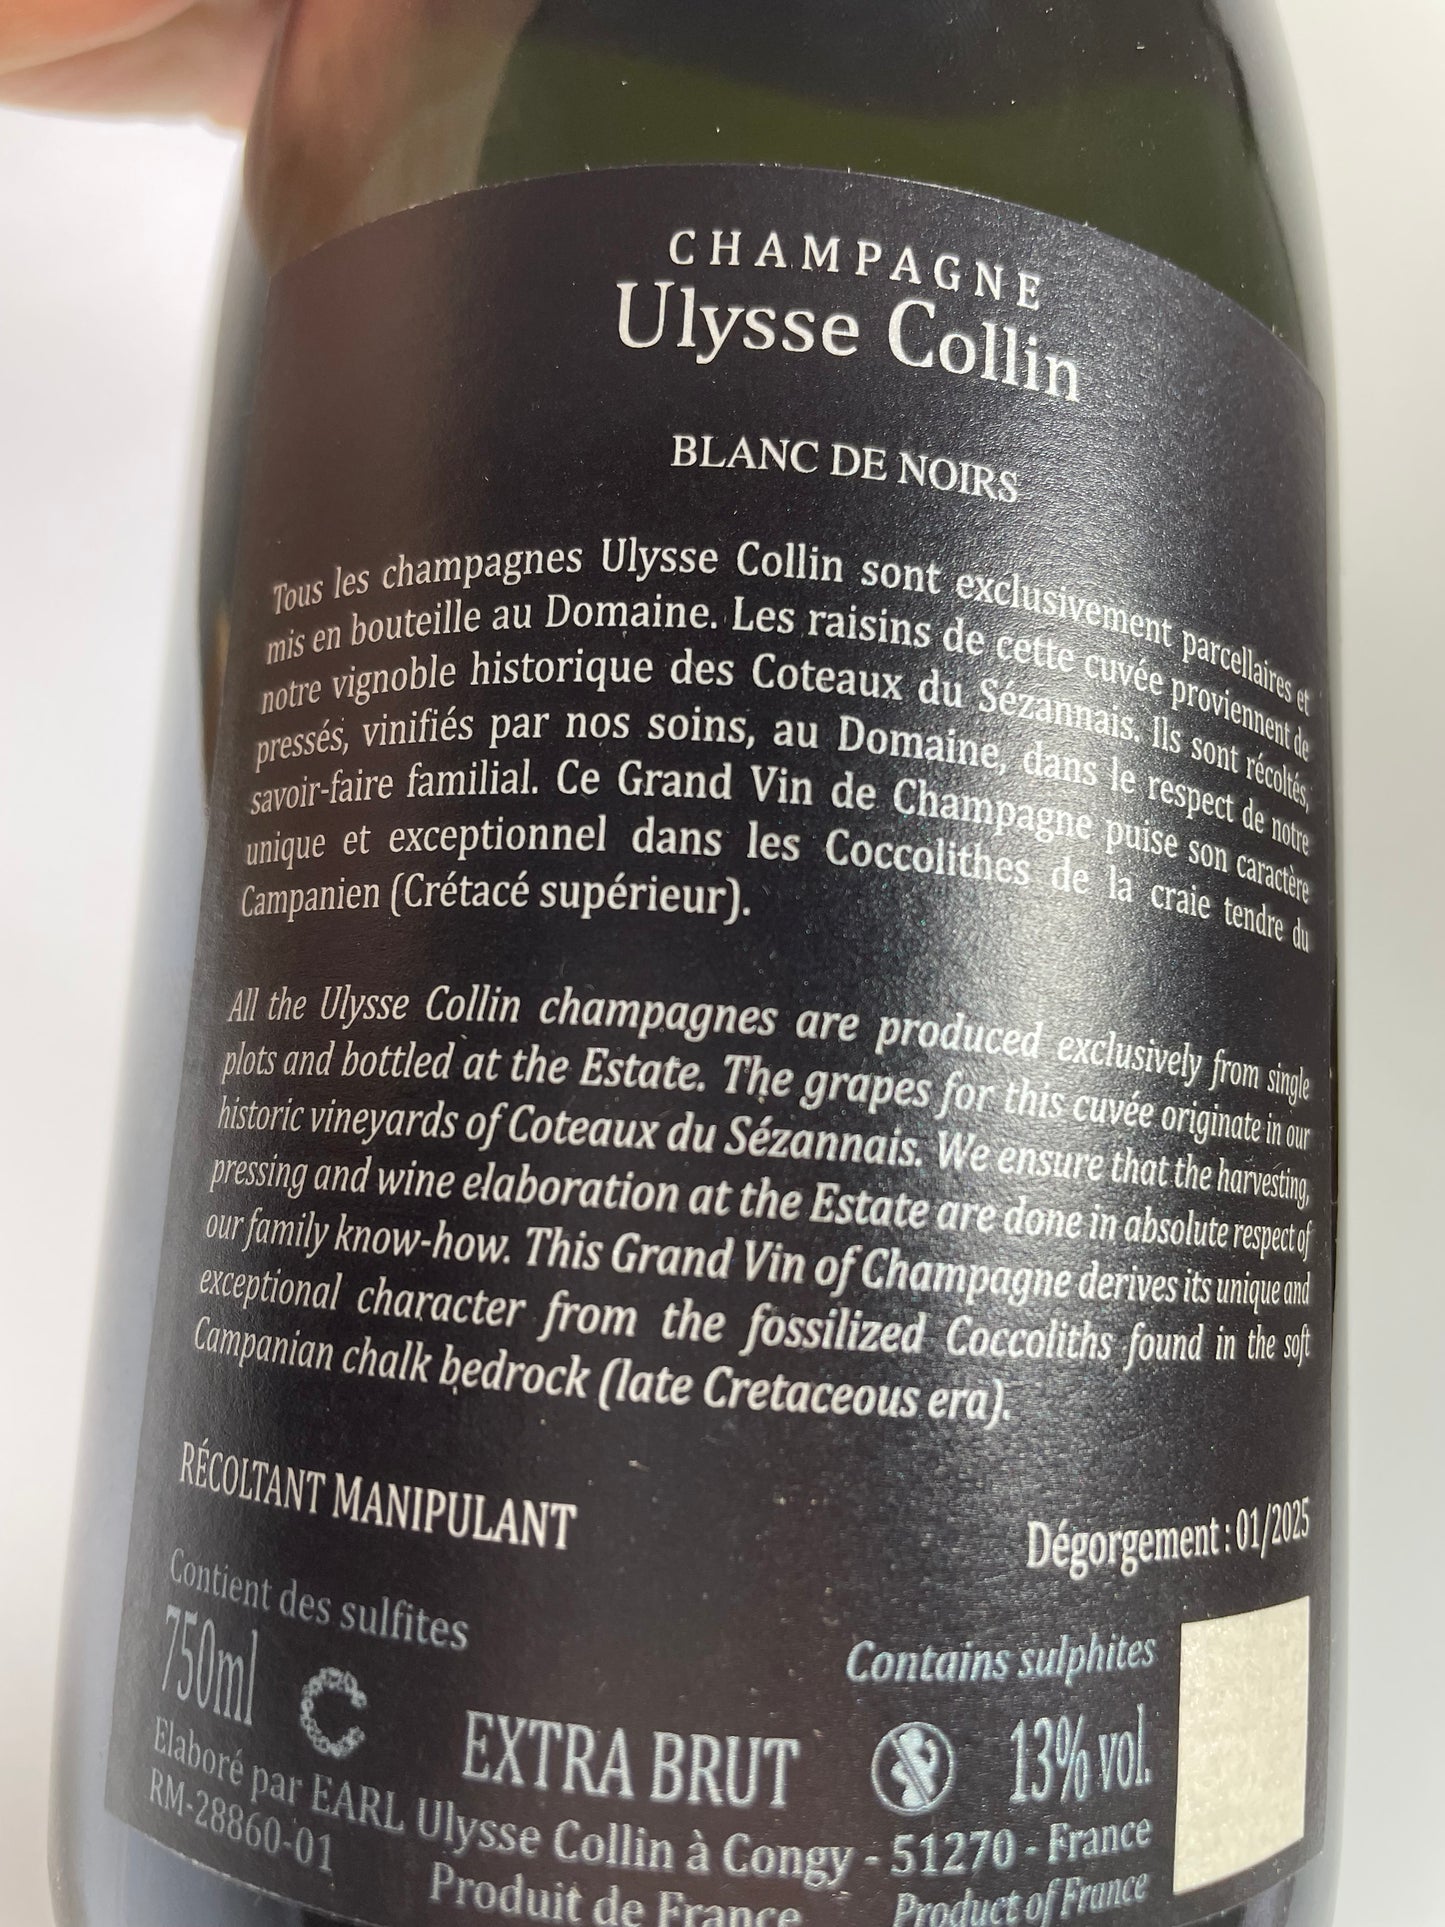 CHAMPAGNE
Ulysse Collin
BLANC DE NOIRS
Tous les champagnes Ulysse Collin sont exclusivement parcellaires et
mis en bouteille au Domaine. Les raisins de cette cuvée proviennent de
notre vignoble historique des Coteaux du Sézannais. Ils sont récoltés,
pressés, vinifiés par nos soins, au Domaine, dans le respect de notre
savoir-faire familial. Ce Grand Vin de Champagne puise son caractère
unique et exceptionnel dans les Coccolithes de la craie tendre du
Campanien (Crétacé supérieur).
All the Ulysse Collin champagnes are produced exclusively from single
plots and bottled at the Estate. The grapes for this cuvée originate in our
historic vineyards of Coteaux du Sézannais. We ensure that the harvesting,
pressing and wine elaboration at the Estate are done in absolute respect of
our family know-how. This Grand Vin of Champagne derives its unique and
exceptional character from the fossilized Coccoliths found in the soft
Campanian chalk bedrock (late Cretaceous era).
RÉCOLTANT MANIPULANT
Dégorgement : 01/2025
Contient des sulfites
Contains sulphites
750ml
EXTRA BRUT
13% vol.
Elaboré par EARL Ulysse Collin à Congy - 51270 - France
RM-28860-01
Produit de France
Product of France